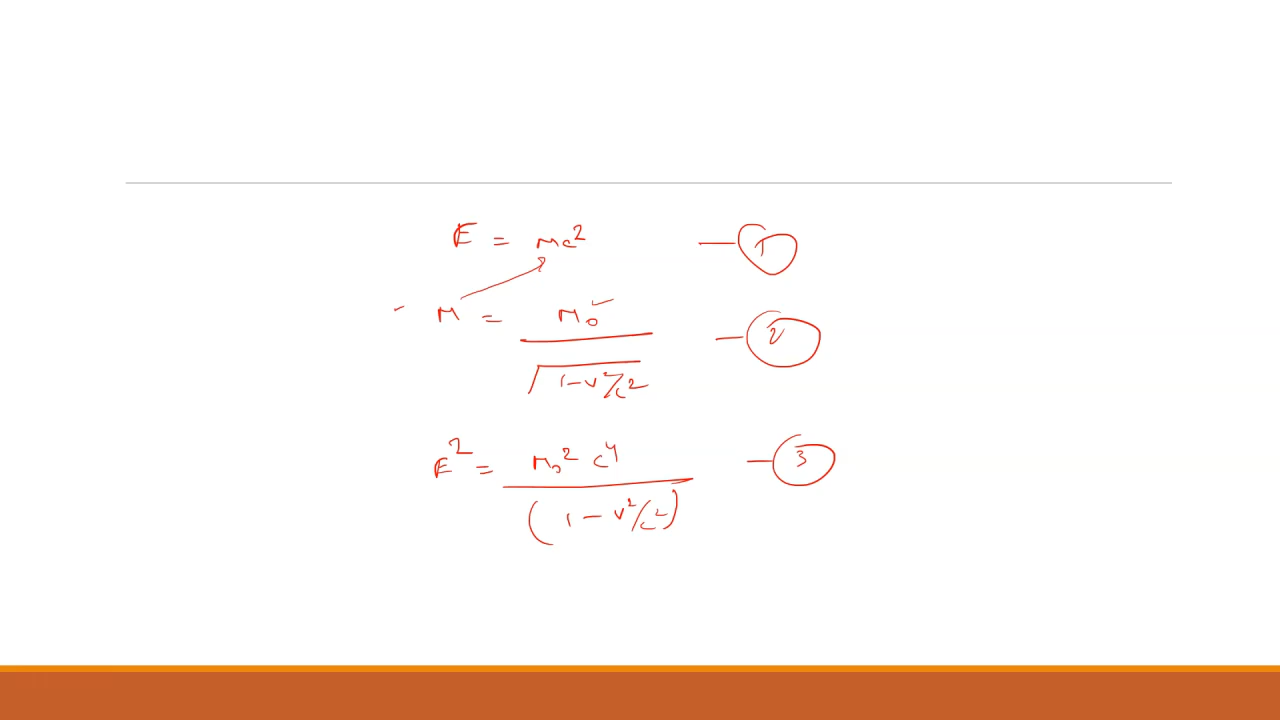 E = mc² — 1
M = M₀ / √(1-v²/c²) — 2
E² = M₀² c⁴ / (1 - v²/c²) — 3